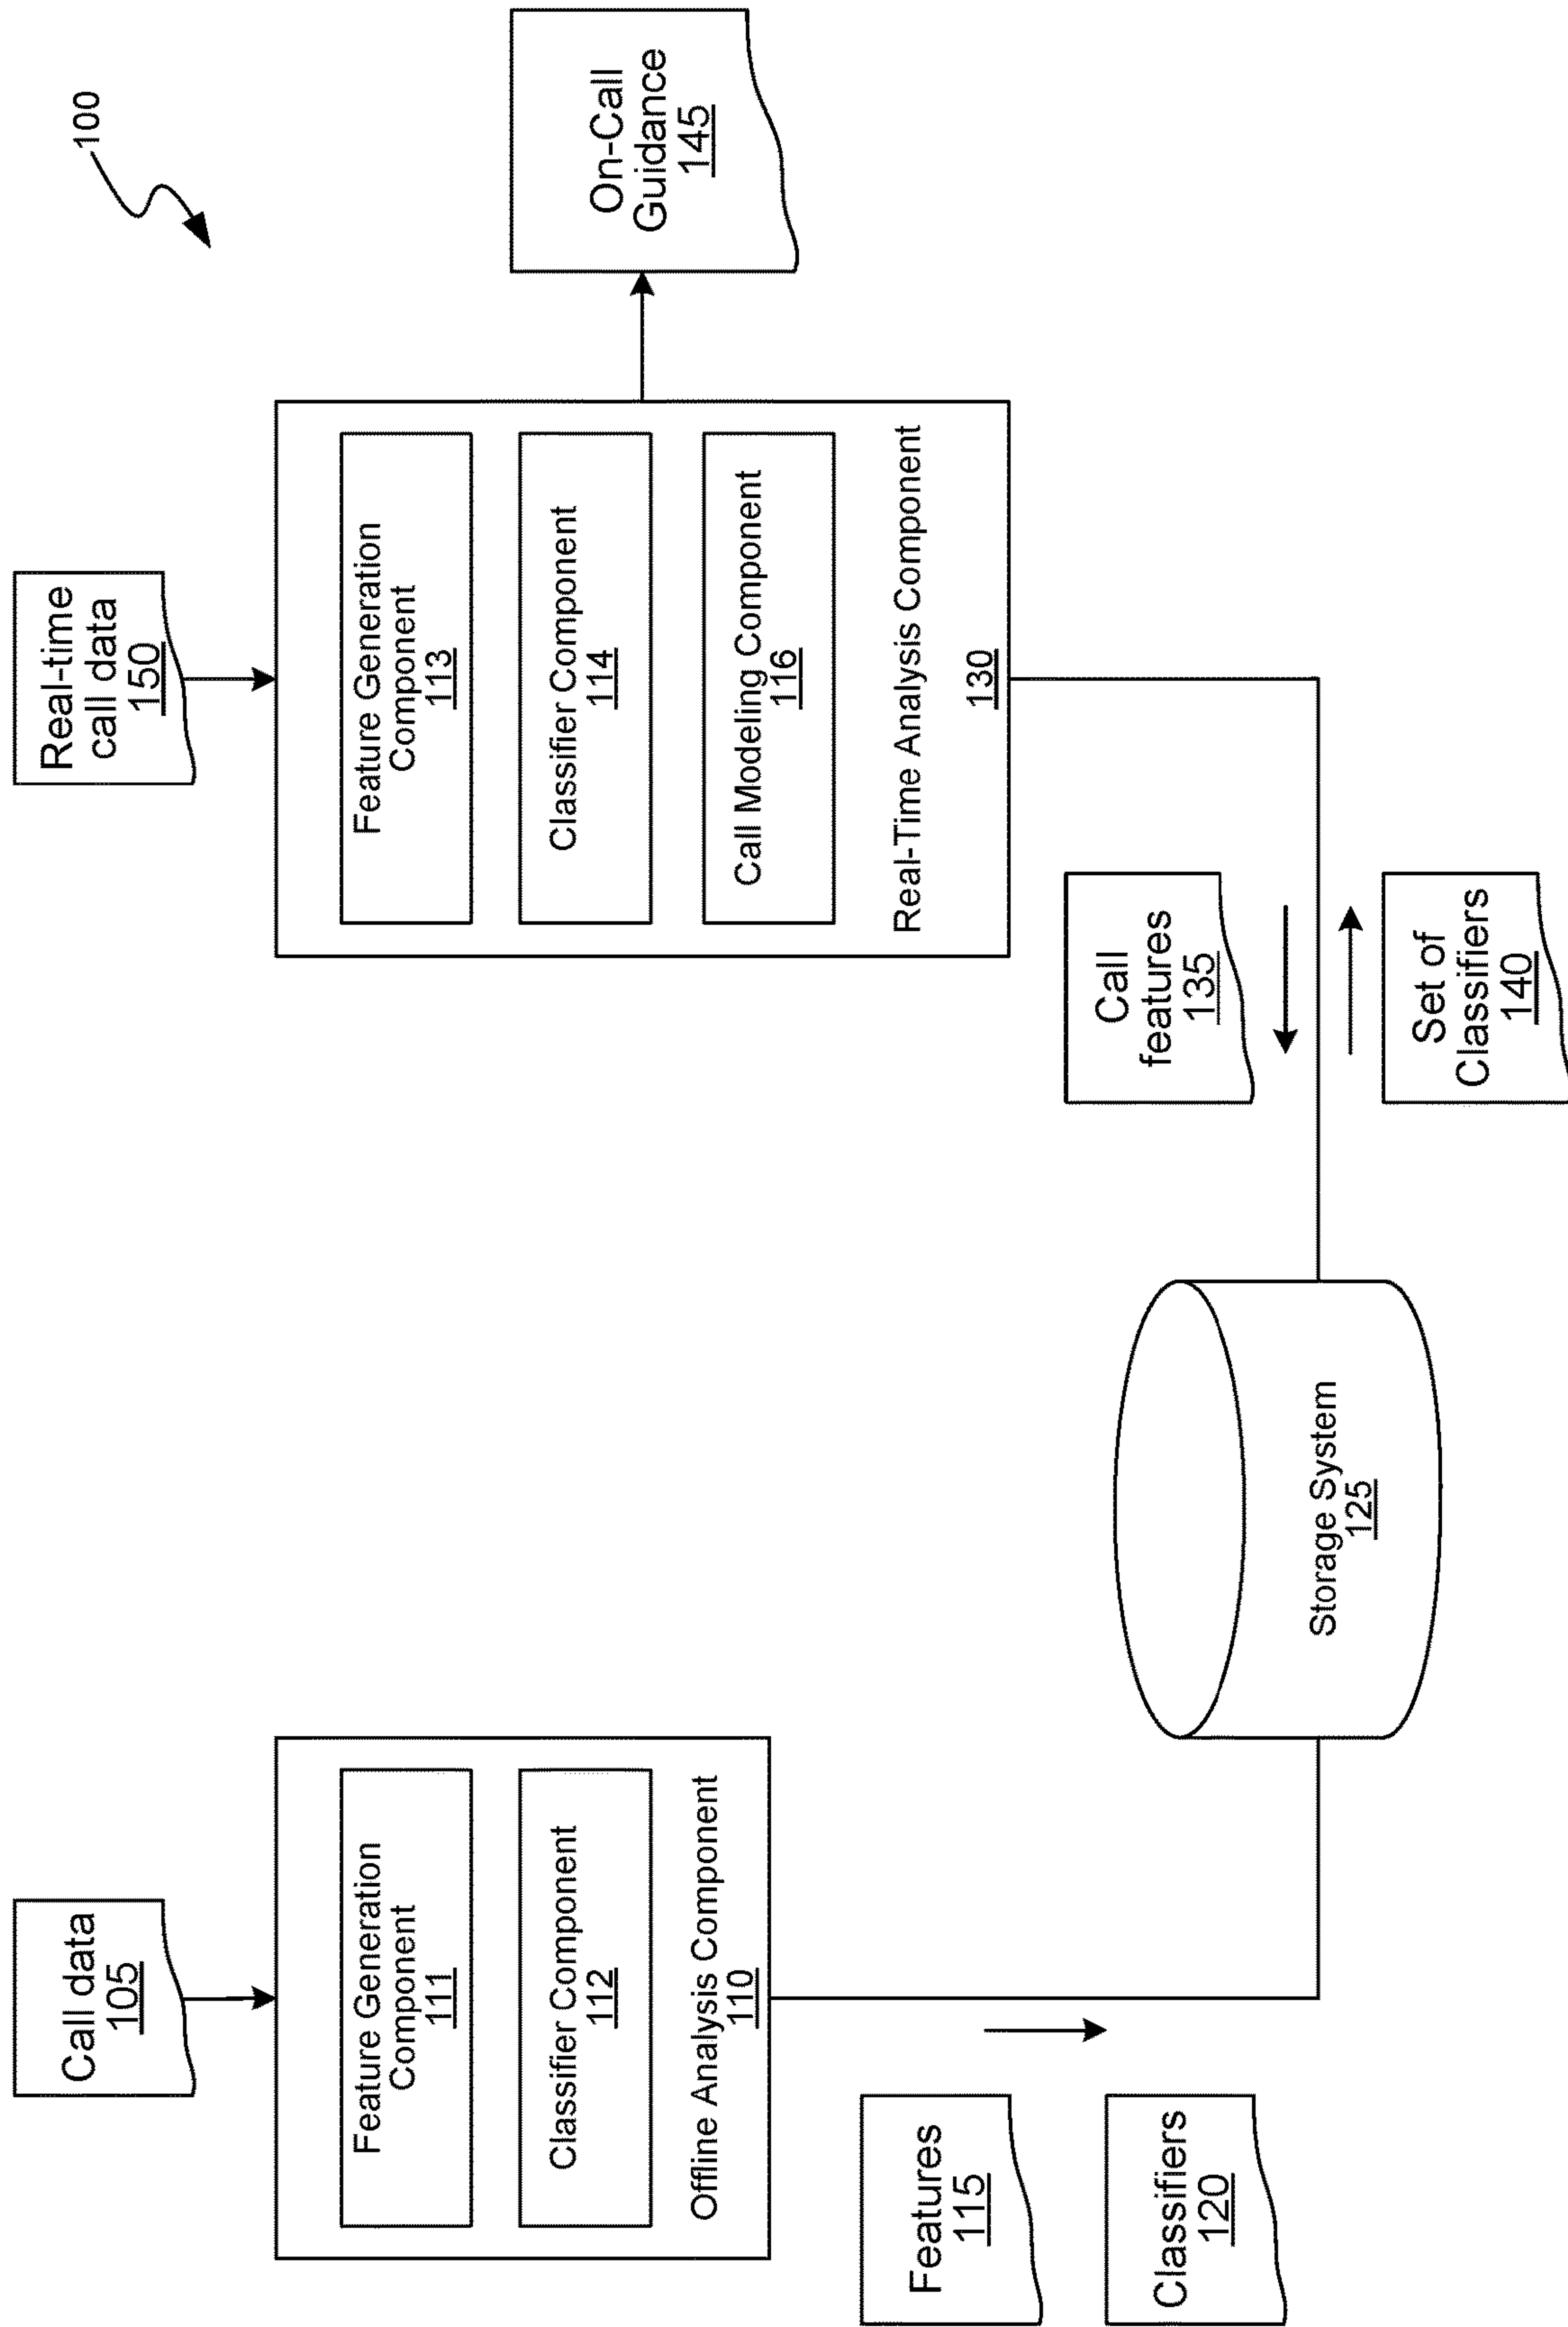 100
Call data
105
Feature Generation
Component
111
Classifier Component
112
Offline Analysis Component
110
Features
115
Classifiers
120
Storage System
125
Real-time
call data
150
Feature Generation
Component
113
Classifier Component
114
Call Modeling Component
116
Real-Time Analysis Component
130
On-Call
Guidance
145
Call
features
135
Set of
Classifiers
140